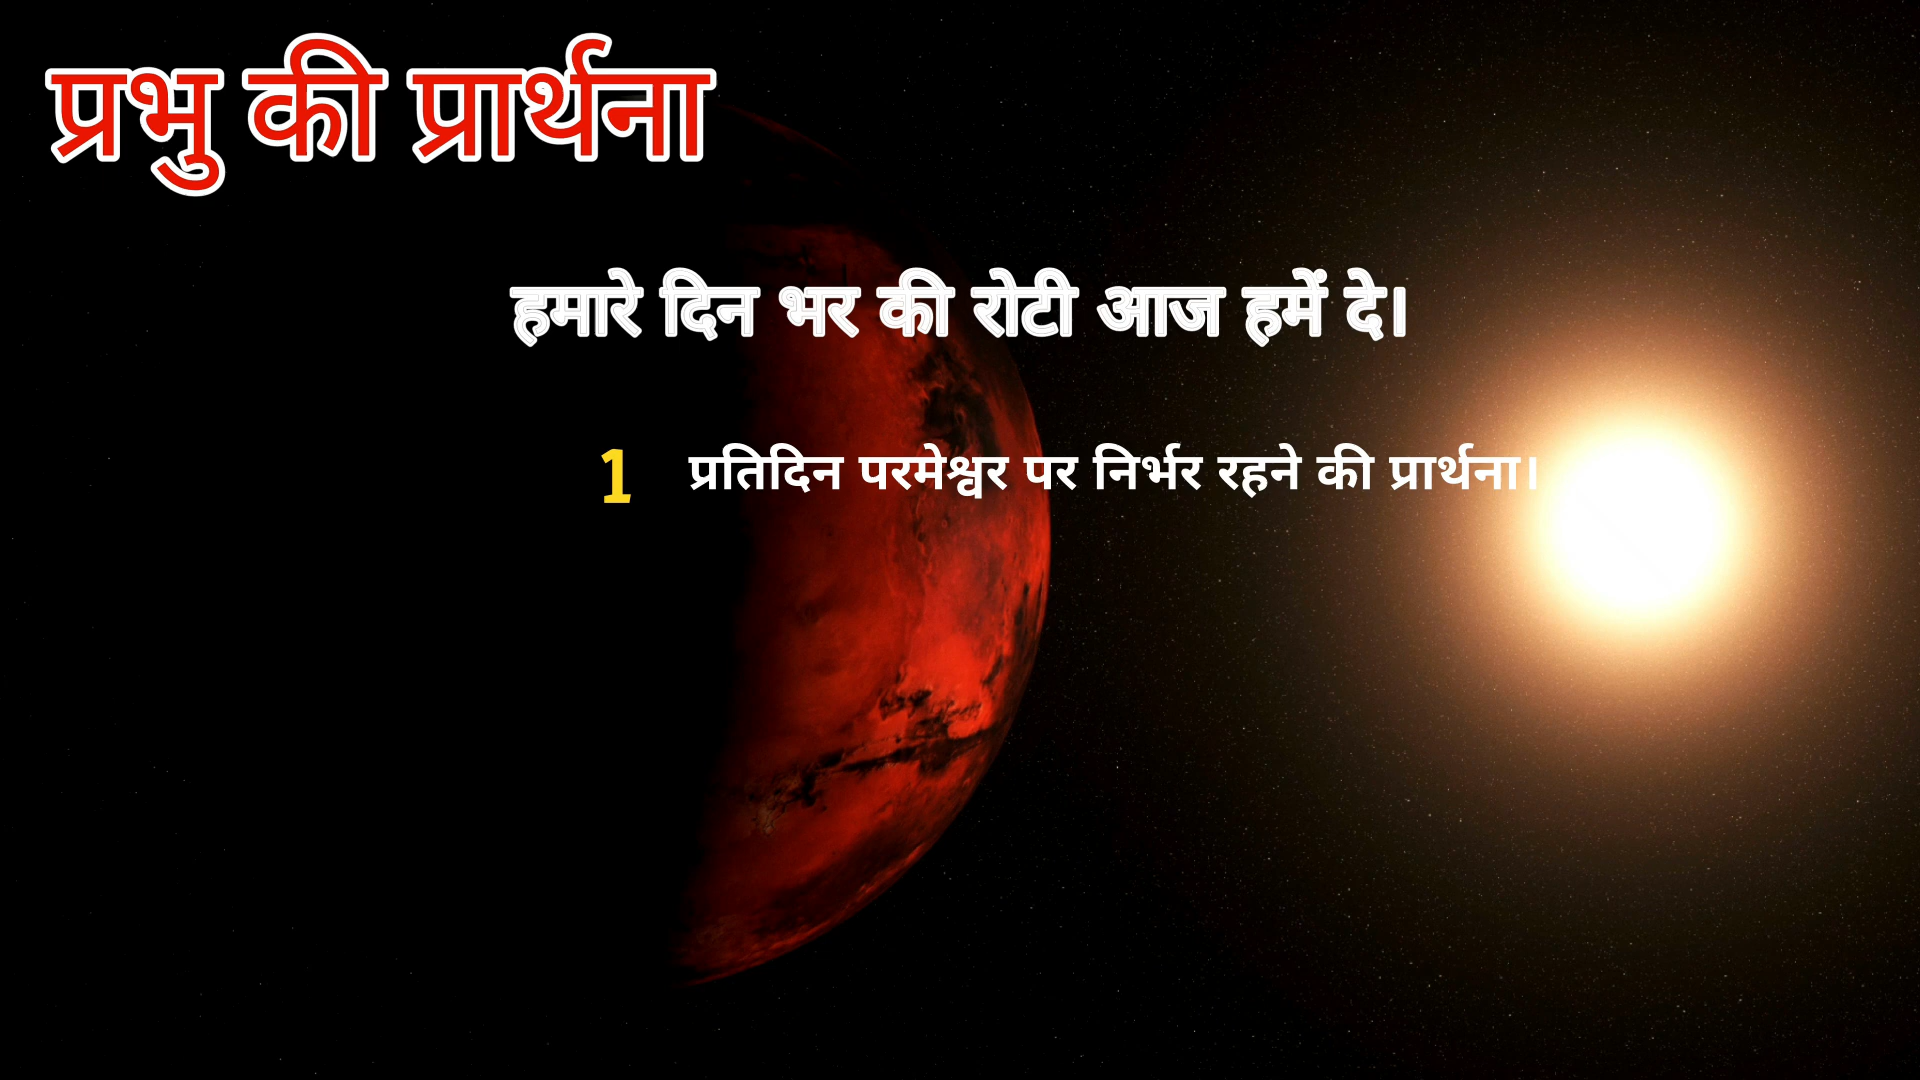 प्रभु की प्रार्थना
हमारे दिन भर की रोटी आज हमें दे।
1 प्रतिदिन परमेश्वर पर निर्भर रहने की प्रार्थना।